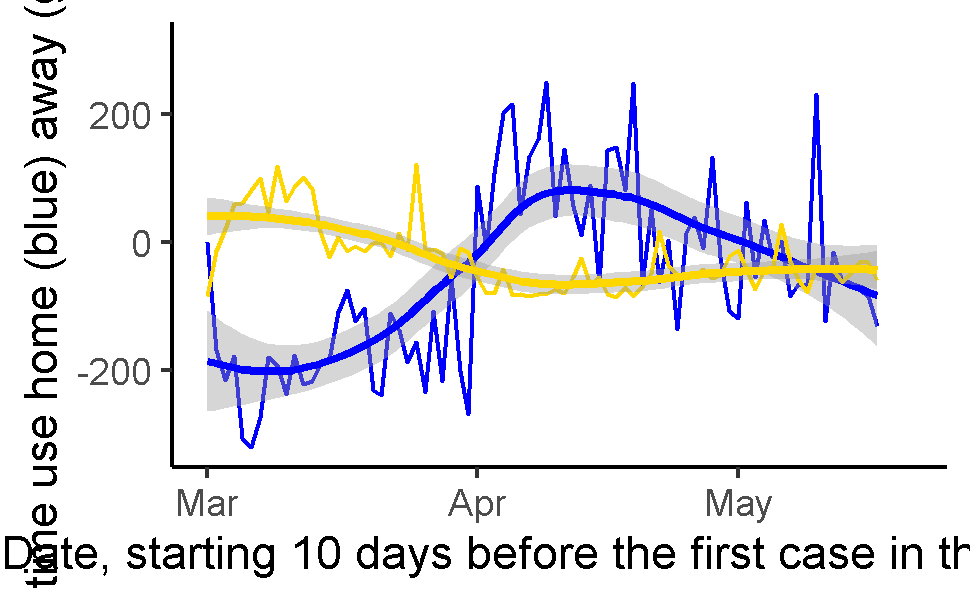 time use home (blue) away (
200
0
-200
Mar
Apr
May
Date, starting 10 days before the first case in th